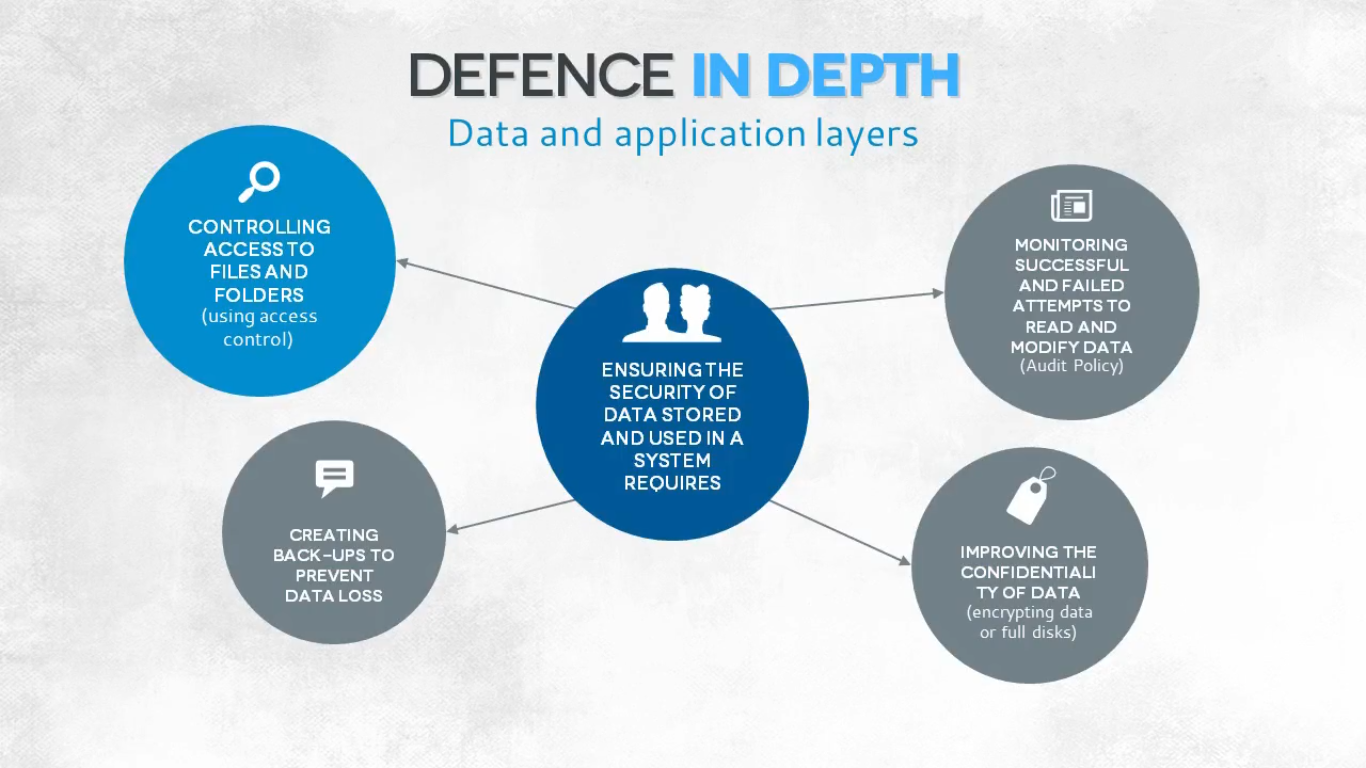 DEFENCE IN DEPTH
Data and application layers
CONTROLLING
ACCESS TO
FILES AND
FOLDERS
(using access
control)
MONITORING
SUCCESSFUL
AND FAILED
ATTEMPTS TO
READ AND
MODIFY DATA
(Audit Policy)
ENSURING THE
SECURITY OF
DATA STORED
AND USED IN A
SYSTEM
REQUIRES
CREATING
BACK-UPS TO
PREVENT
DATA LOSS
IMPROVING THE
CONFIDENTIALI
TY OF DATA
(encrypting data
or full disks)